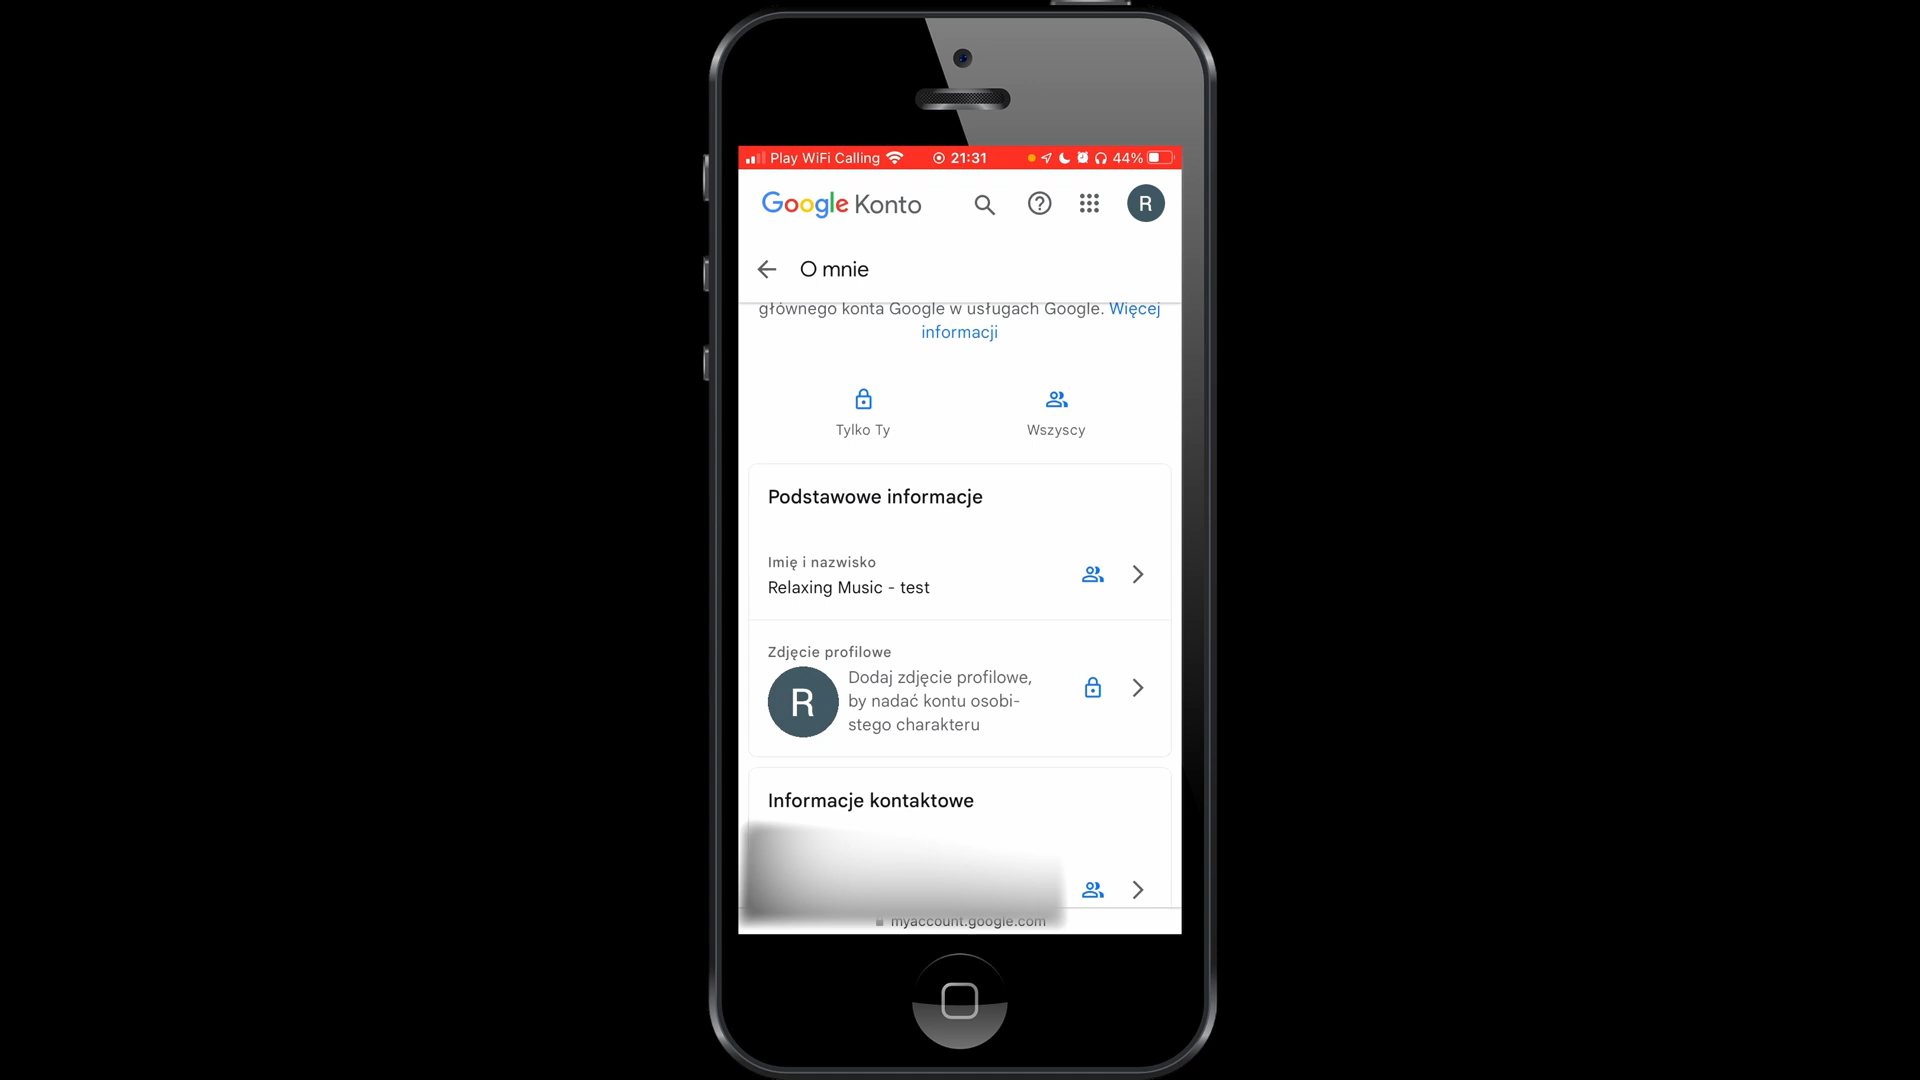 Play WiFi Calling 21:31 44%
Google Konto R
O mnie
głównego konta Google w usługach Google. Więcej
informacji
Tylko Ty Wszyscy
Podstawowe informacje
Imię i nazwisko
Relaxing Music - test
Zdjęcie profilowe
R
Dodaj zdjęcie profilowe,
by nadać kontu osobi-
stego charakteru
Informacje kontaktowe
myaccount.google.com